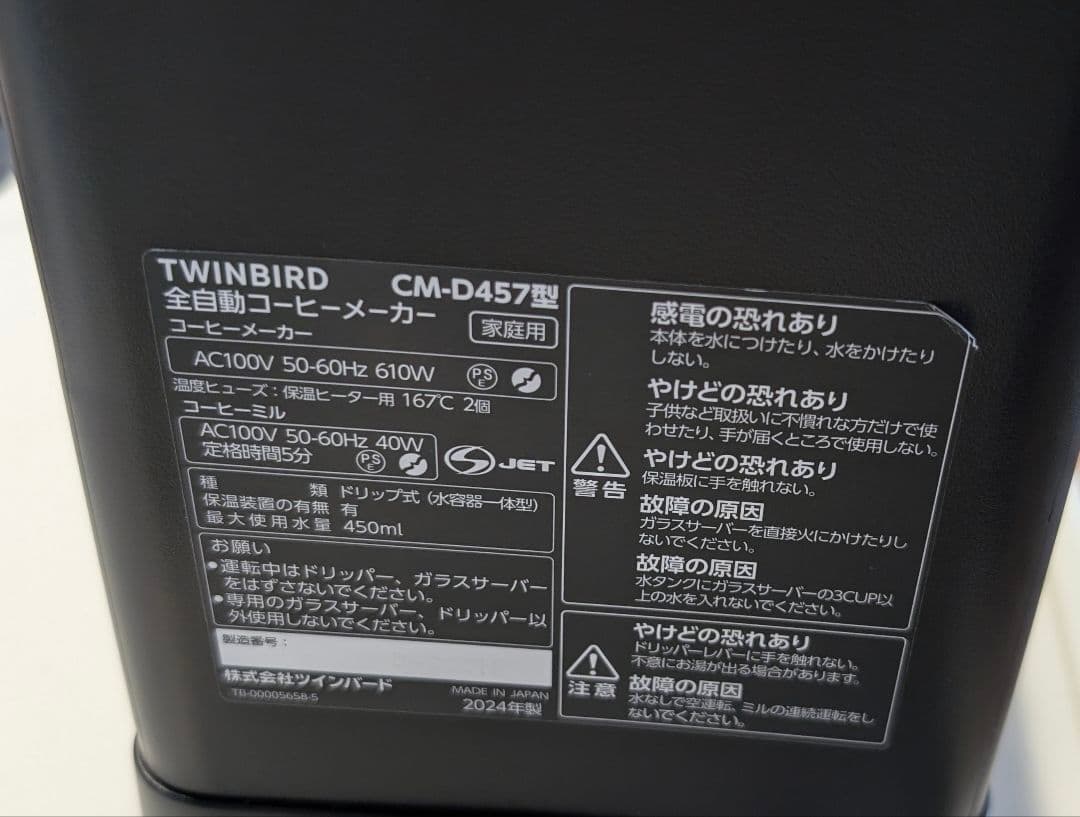 TWINBIRD
CM-D457型
全自動コーヒーメーカー
家庭用
コーヒーメーカー
AC100V 50-60Hz 610W
PS E
温度ヒューズ：保温ヒーター用 167℃ 2個
コーヒーミル
AC100V 50-60Hz 40W
定格時間5分
PS E
JET
種類 ドリップ式（水容器一体型）
保温装置の有無 有
最大使用水量 450ml
お願い
●運転中はドリッパー、ガラスサーバー
をはずさないでください。
●専用のガラスサーバー、ドリッパー以
外使用しないでください。
製造番号：
株式会社ツインバード
TB-00005658-5
MADE IN JAPAN
2024年製
警告
感電の恐れあり
本体を水につけたり、水をかけたり
しない。
やけどの恐れあり
子供など取扱いに不慣れな方だけで使
わせたり、手が届くところで使用しない。
やけどの恐れあり
保温板に手を触れない。
故障の原因
ガラスサーバーを直接火にかけたりし
ないでください。
故障の原因
水タンクにガラスサーバーの3CUP以
上の水を入れないでください。
注意
やけどの恐れあり
ドリッパーレバーに手を触れない。
不意にお湯が出る場合があります。
故障の原因
水なしで空運転、ミルの連続運転をし
ないでください。